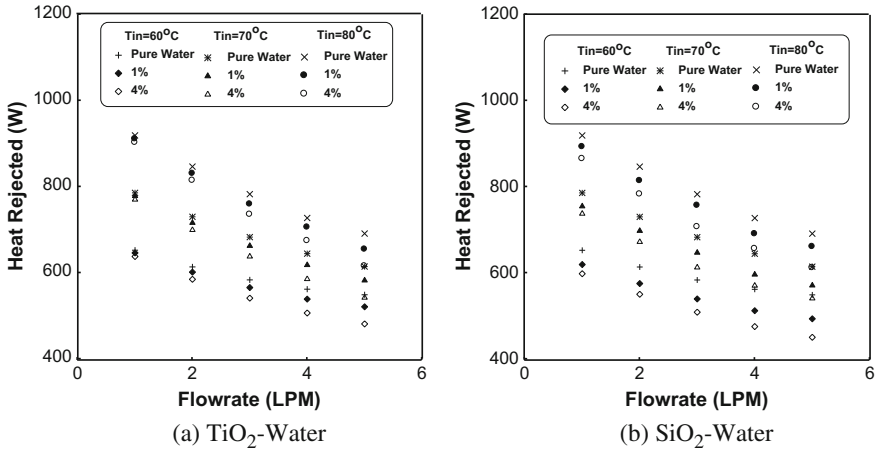 1200
1000
800
600
400
0
2
4
6
Heat Rejected (W)
Flowrate (LPM)
Tin=60°C Tin=70°C Tin=80°C
Pure Water Pure Water Pure Water
1% 1% 1%
4% 4% 4%
(a) TiO₂-Water
1200
1000
800
600
400
0
2
4
6
Heat Rejected (W)
Flowrate (LPM)
Tin=60°C Tin=70°C Tin=80°C
Pure Water Pure Water Pure Water
1% 1% 1%
4% 4% 4%
(b) SiO₂-Water